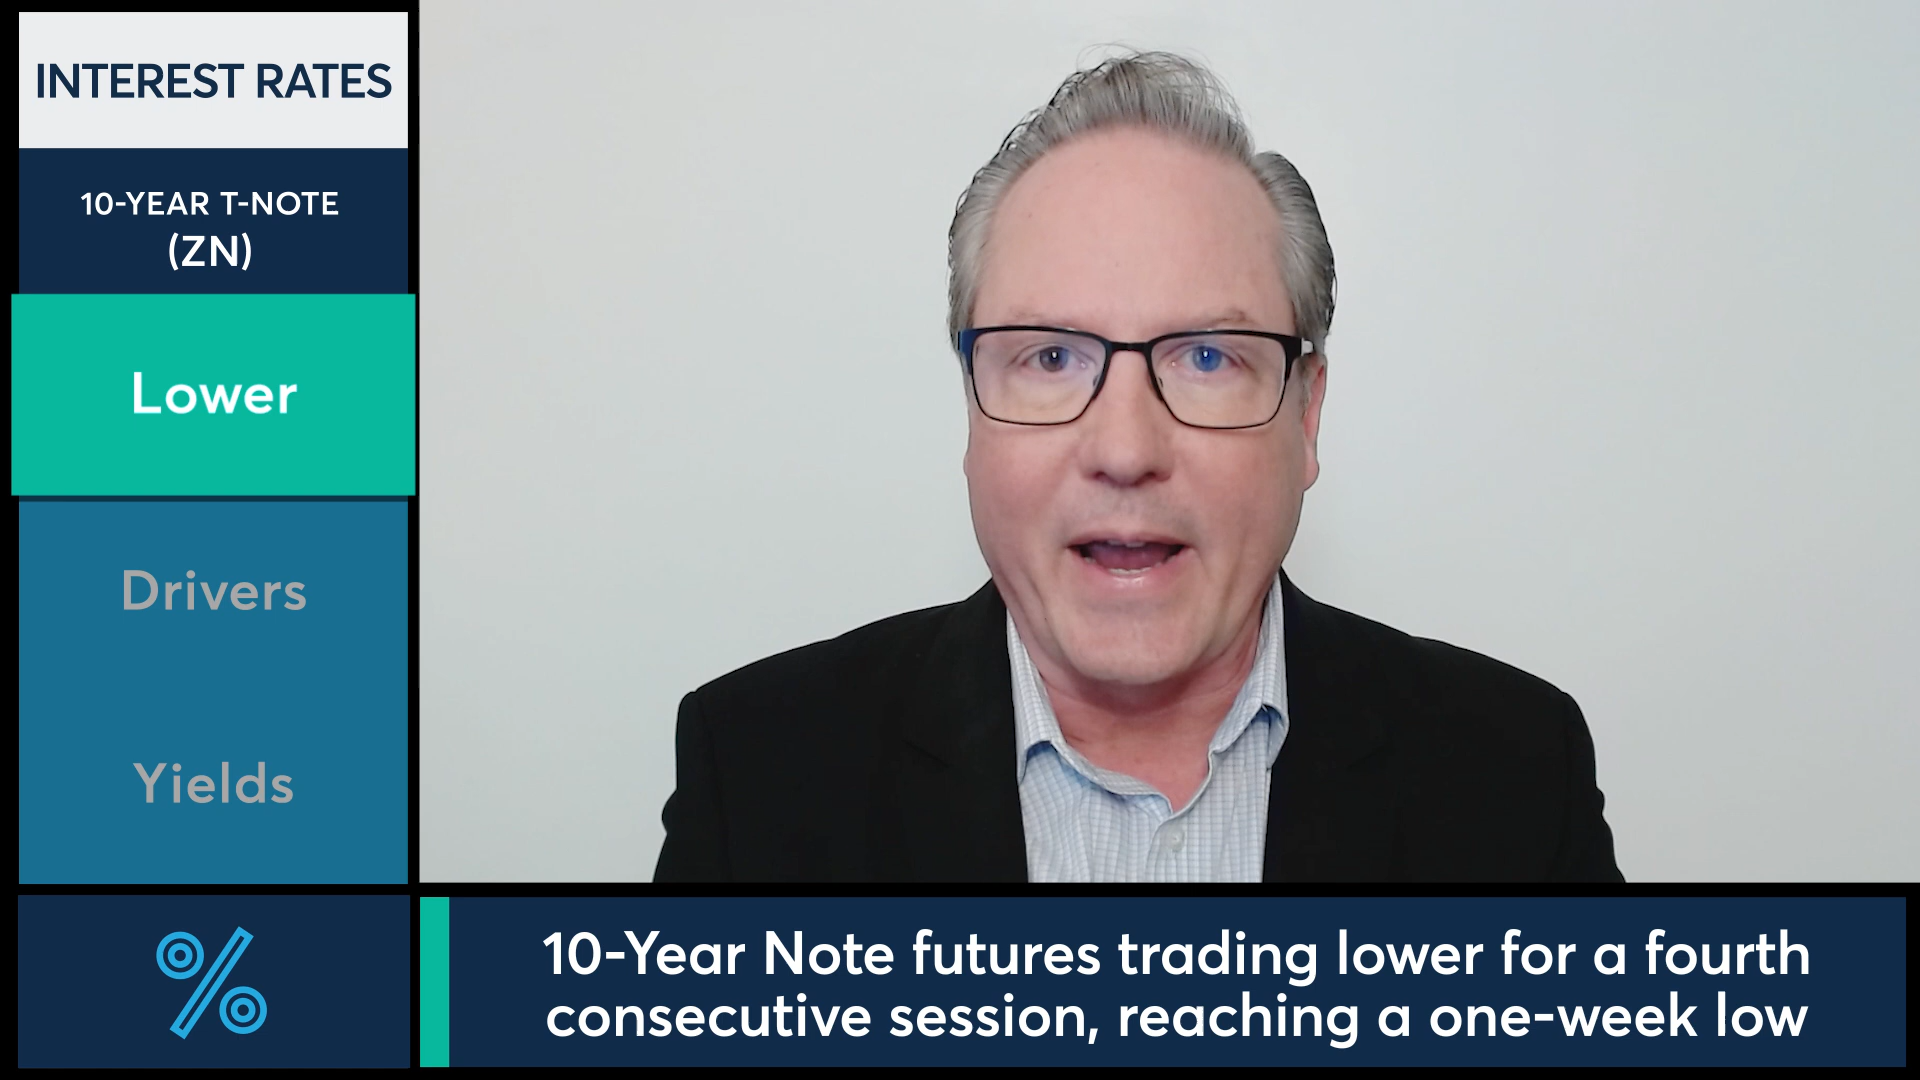 INTEREST RATES
10-YEAR T-NOTE
(ZN)
Lower
Drivers
Yields
%
10-Year Note futures trading lower for a fourth
consecutive session, reaching a one-week low